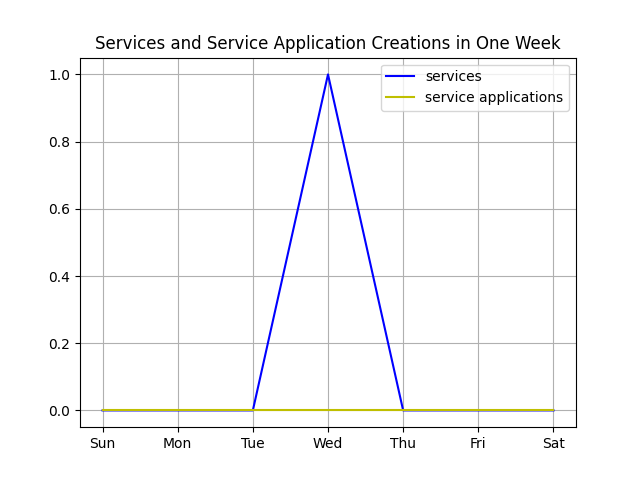 Services and Service Application Creations in One Week
services
service applications
1.0
0.8
0.6
0.4
0.2
0.0
Sun Mon Tue Wed Thu Fri Sat